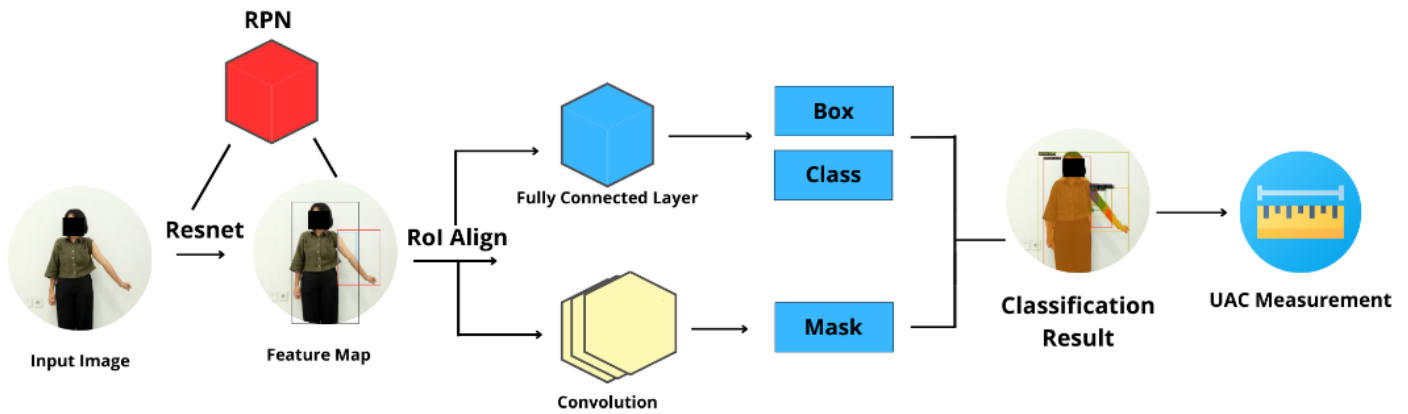 RPN
Resnet
Input Image
Feature Map
RoI Align
Fully Connected Layer
Convolution
Box
Class
Mask
Classification
Result
UAC Measurement